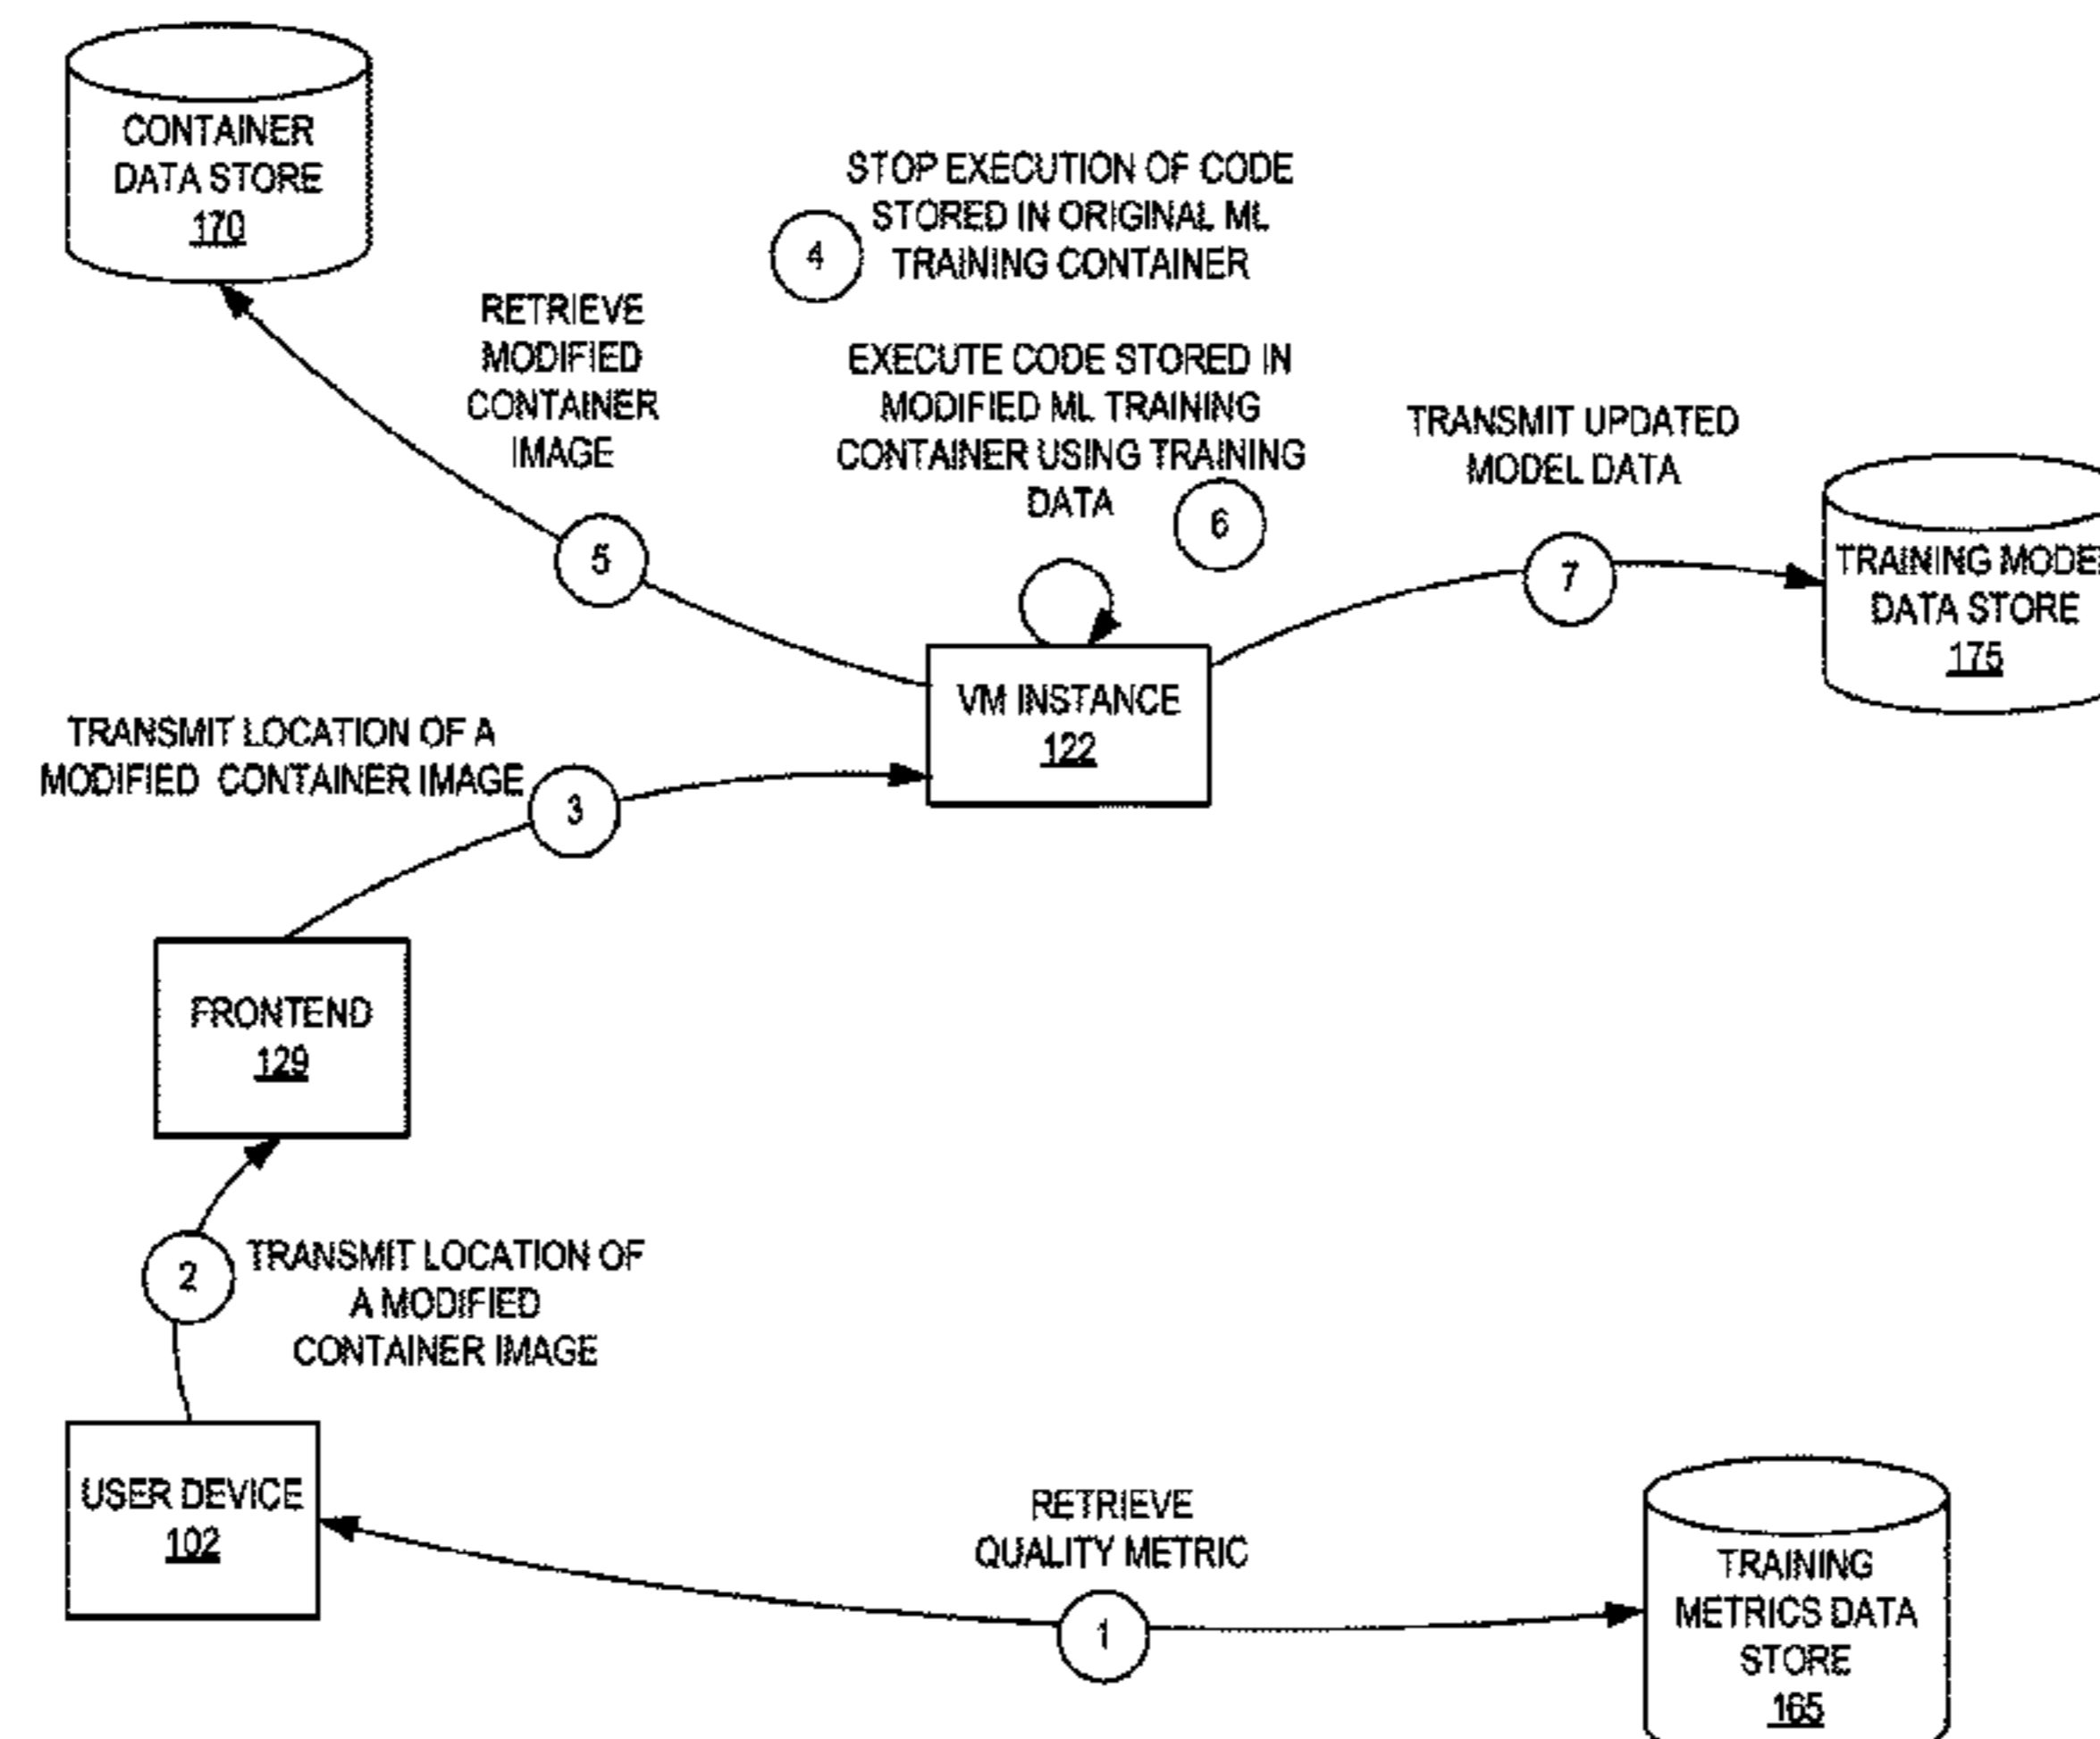 CONTAINER
DATA STORE
170
STOP EXECUTION OF CODE
STORED IN ORIGINAL ML
TRAINING CONTAINER
4
RETRIEVE
MODIFIED
CONTAINER
IMAGE
5
EXECUTE CODE STORED IN
MODIFIED ML TRAINING
CONTAINER USING TRAINING
DATA
6
TRANSMIT UPDATED
MODEL DATA
7
TRAINING MODEL
DATA STORE
175
VM INSTANCE
122
TRANSMIT LOCATION OF A
MODIFIED CONTAINER IMAGE
3
FRONTEND
129
2
TRANSMIT LOCATION OF
A MODIFIED
CONTAINER IMAGE
USER DEVICE
102
RETRIEVE
QUALITY METRIC
1
TRAINING
METRICS DATA
STORE
165